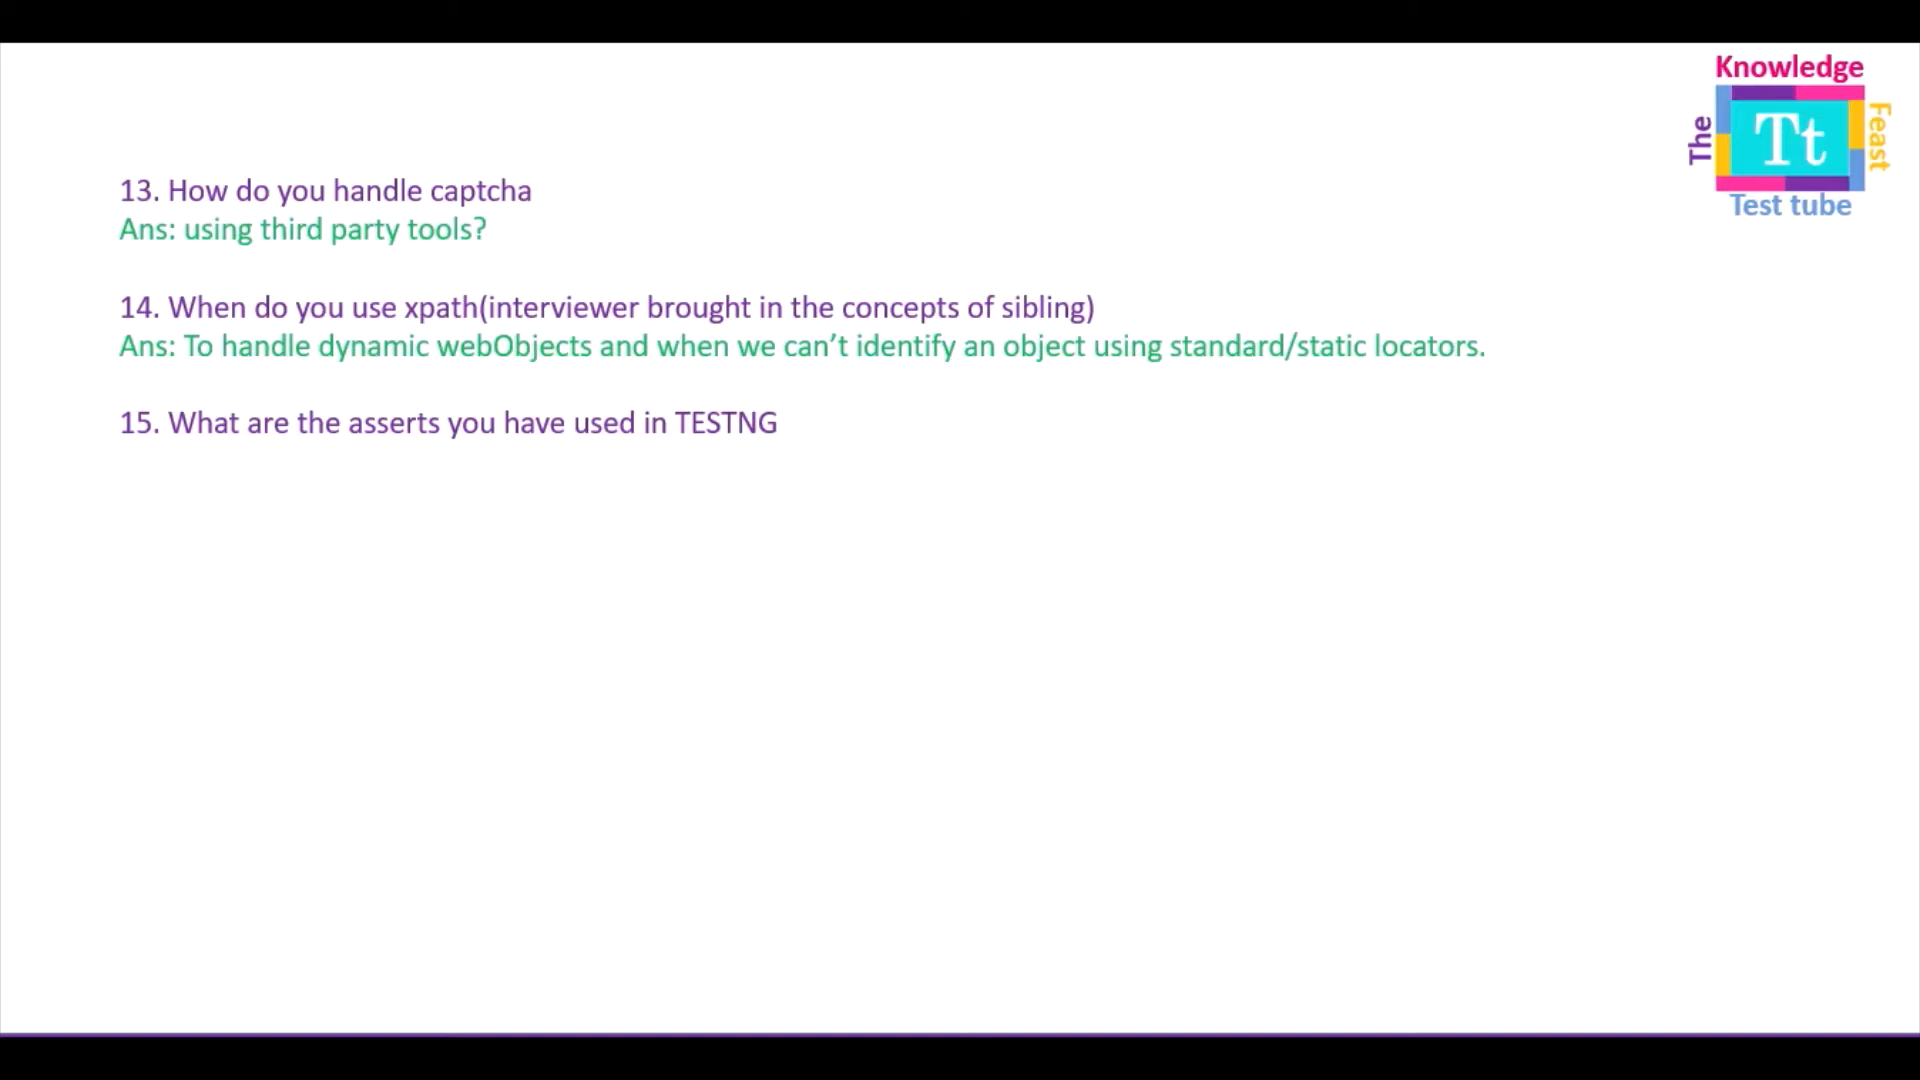 Knowledge
The
Tt
Feast
Test tube
13. How do you handle captcha
Ans: using third party tools?
14. When do you use xpath(interviewer brought in the concepts of sibling)
Ans: To handle dynamic webObjects and when we can’t identify an object using standard/static locators.
15. What are the asserts you have used in TESTNG